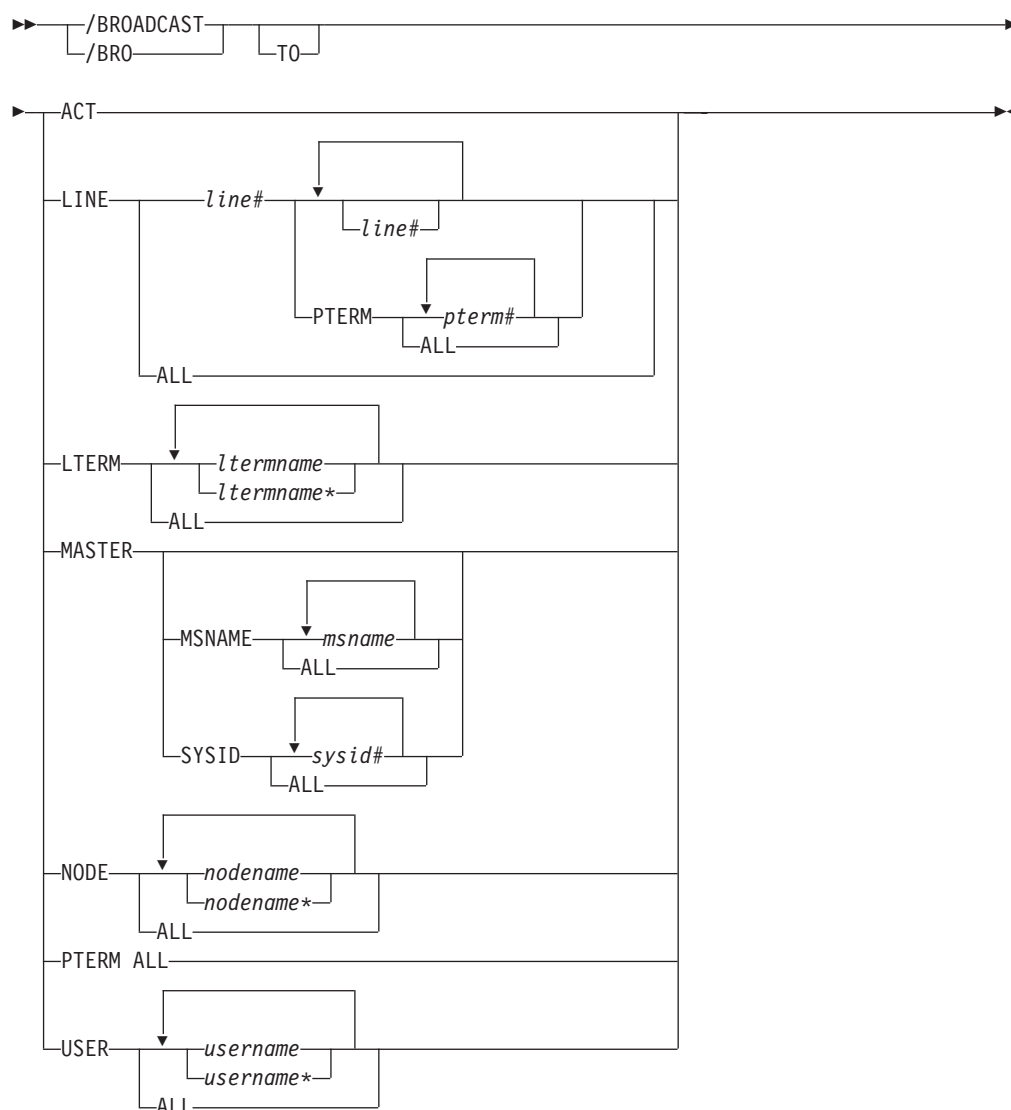 /BROADCAST
/BRO TO
ACT
LINE line#
line#
PTERM pterm#
ALL
ALL
LTERM ltermname
ltermname*
ALL
MASTER
MSNAME msname
ALL
SYSID sysid#
ALL
NODE nodename
nodename*
ALL
PTERM ALL
USER username
username*
ALL